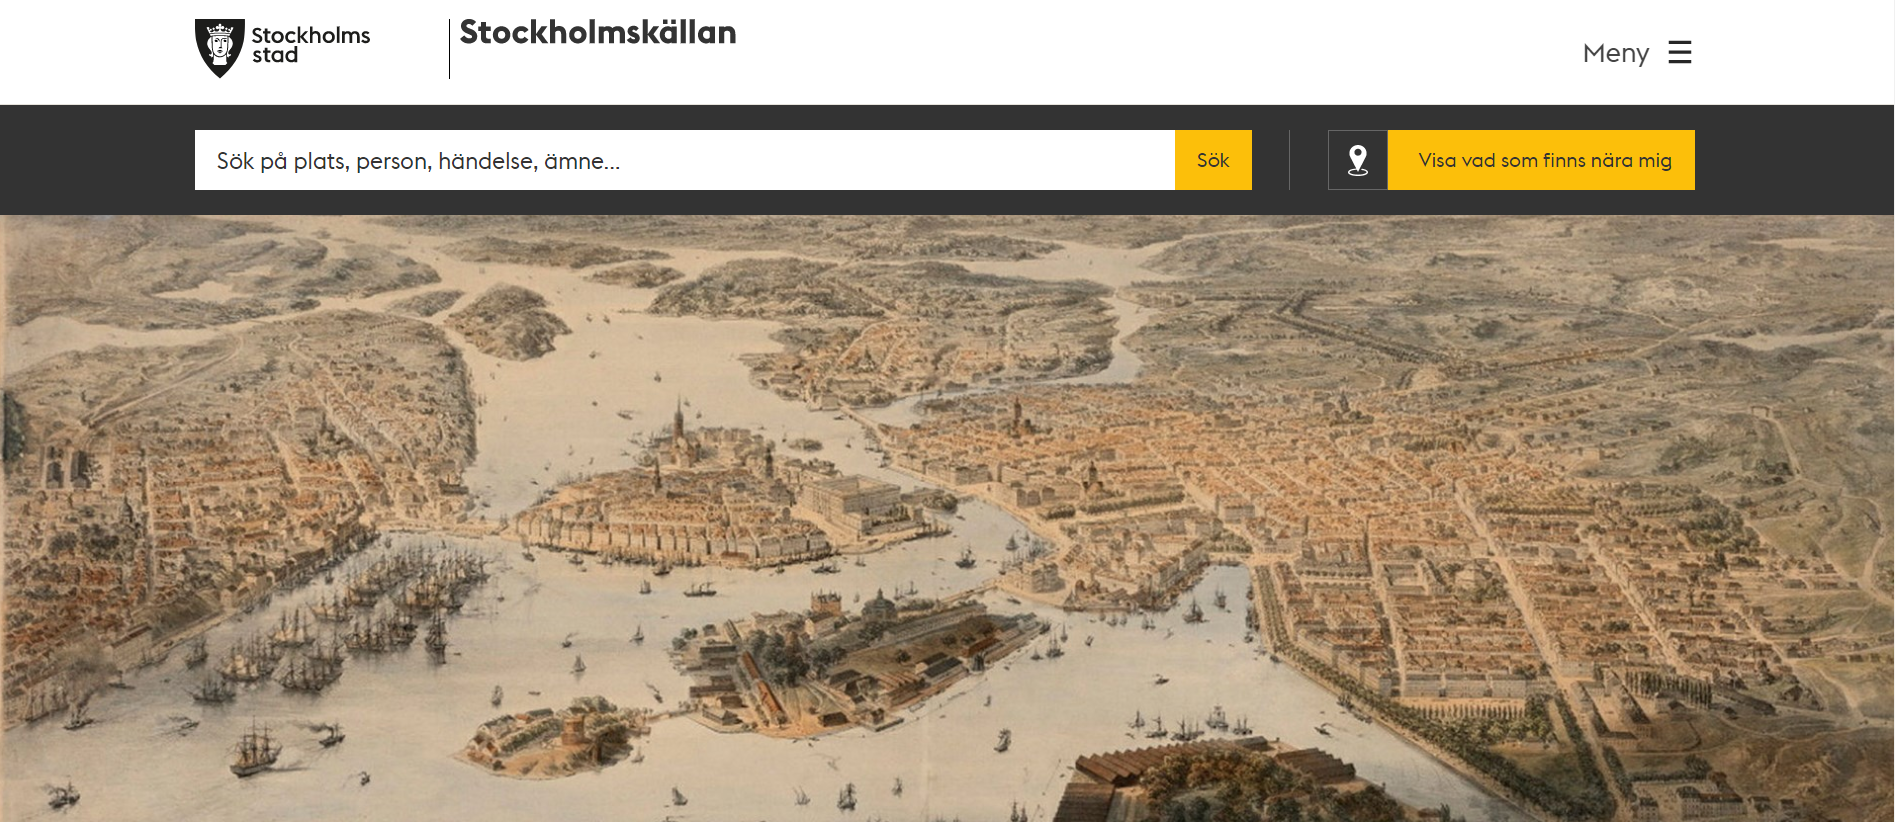 Stockholms
stad
Stockholmskällan
Meny
Sök på plats, person, händelse, ämne...
Sök
Visa vad som finns nära mig